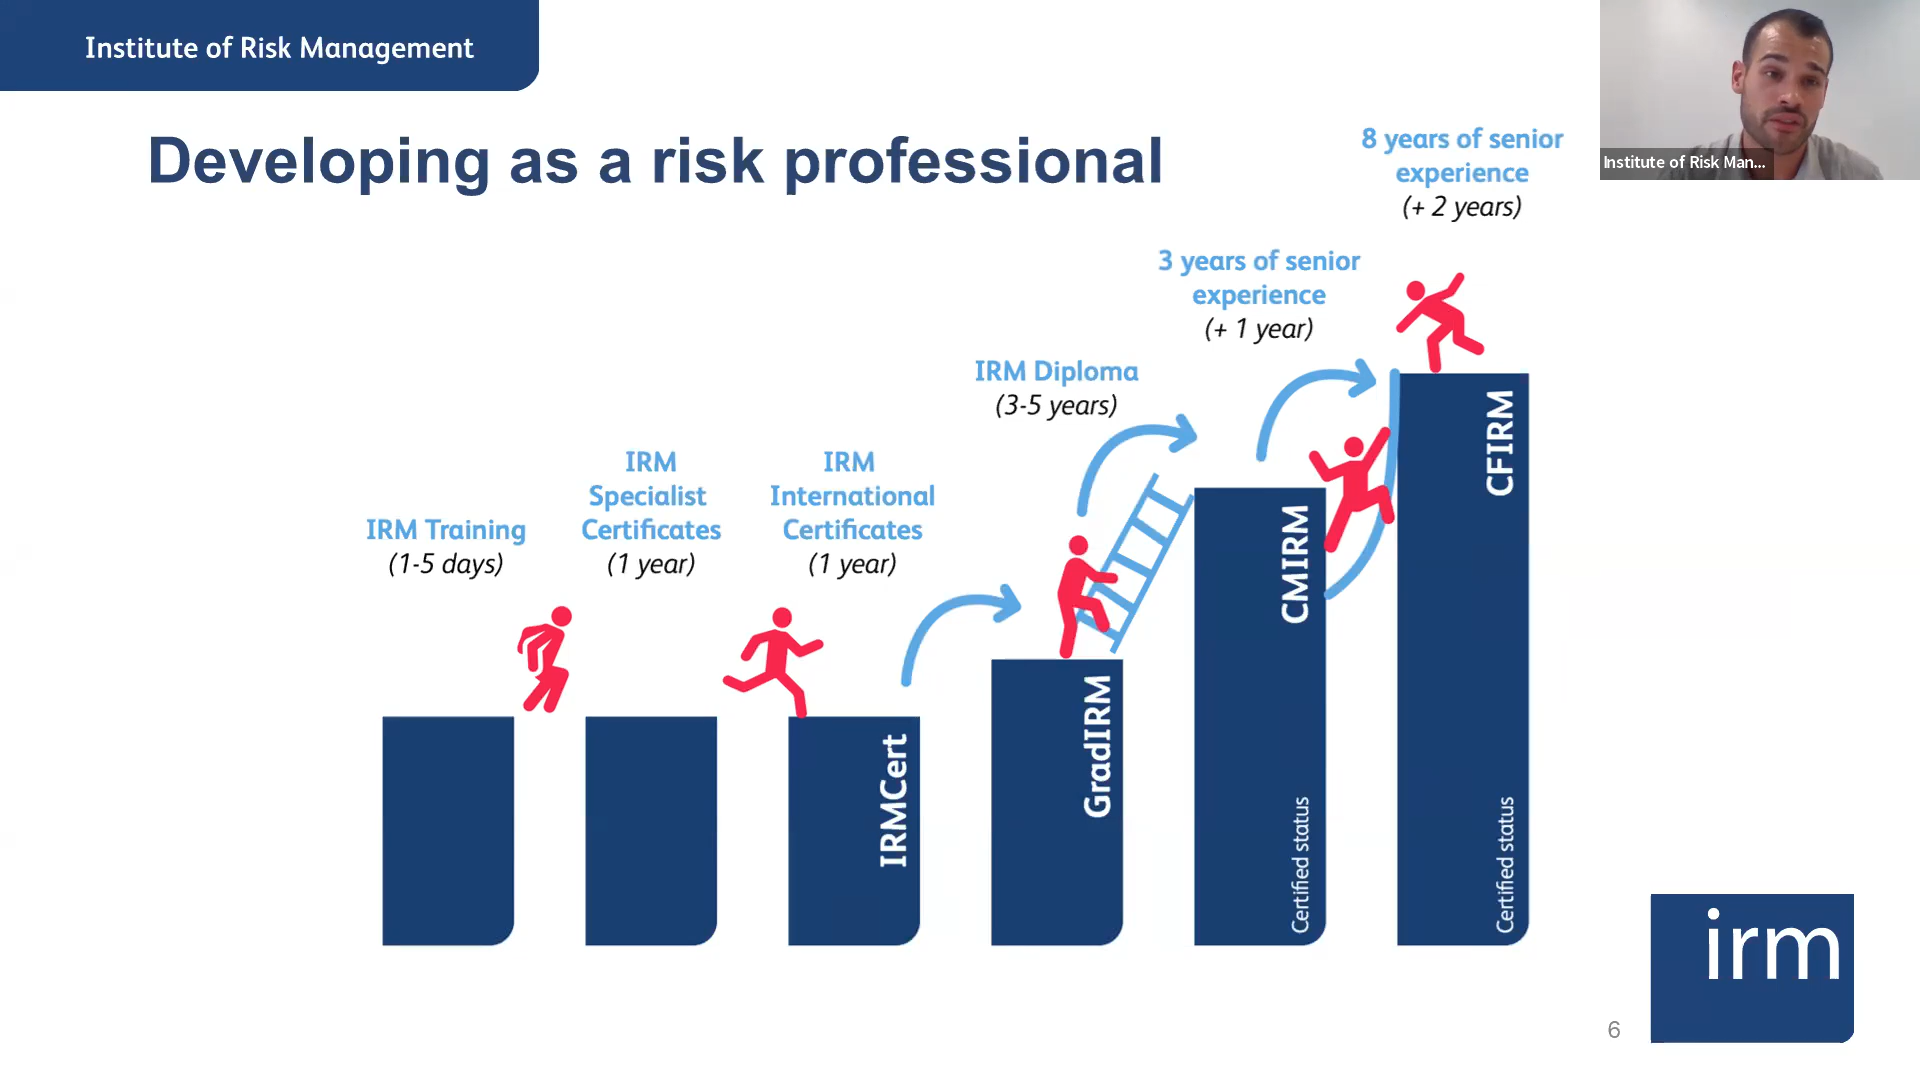 Institute of Risk Management
Institute of Risk Man...
Developing as a risk professional
IRM Training
(1-5 days)
IRM
Specialist
Certificates
(1 year)
IRM
International
Certificates
(1 year)
IRM Diploma
(3-5 years)
3 years of senior
experience
(+ 1 year)
8 years of senior
experience
(+ 2 years)
IRMCert
GradIRM
CMIRM
Certified status
CFIRM
Certified status
irm
6